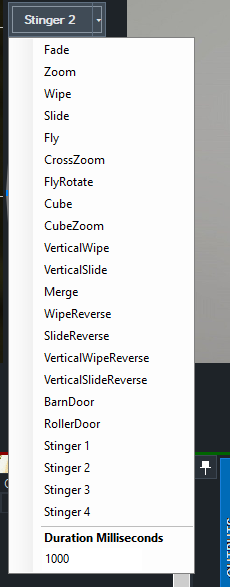 Stinger 2
Fade
Zoom
Wipe
Slide
Fly
CrossZoom
FlyRotate
Cube
CubeZoom
VerticalWipe
VerticalSlide
Merge
WipeReverse
SlideReverse
VerticalWipeReverse
VerticalSlideReverse
BarnDoor
RollerDoor
Stinger 1
Stinger 2
Stinger 3
Stinger 4
Duration Milliseconds
1000
OUTPUTS